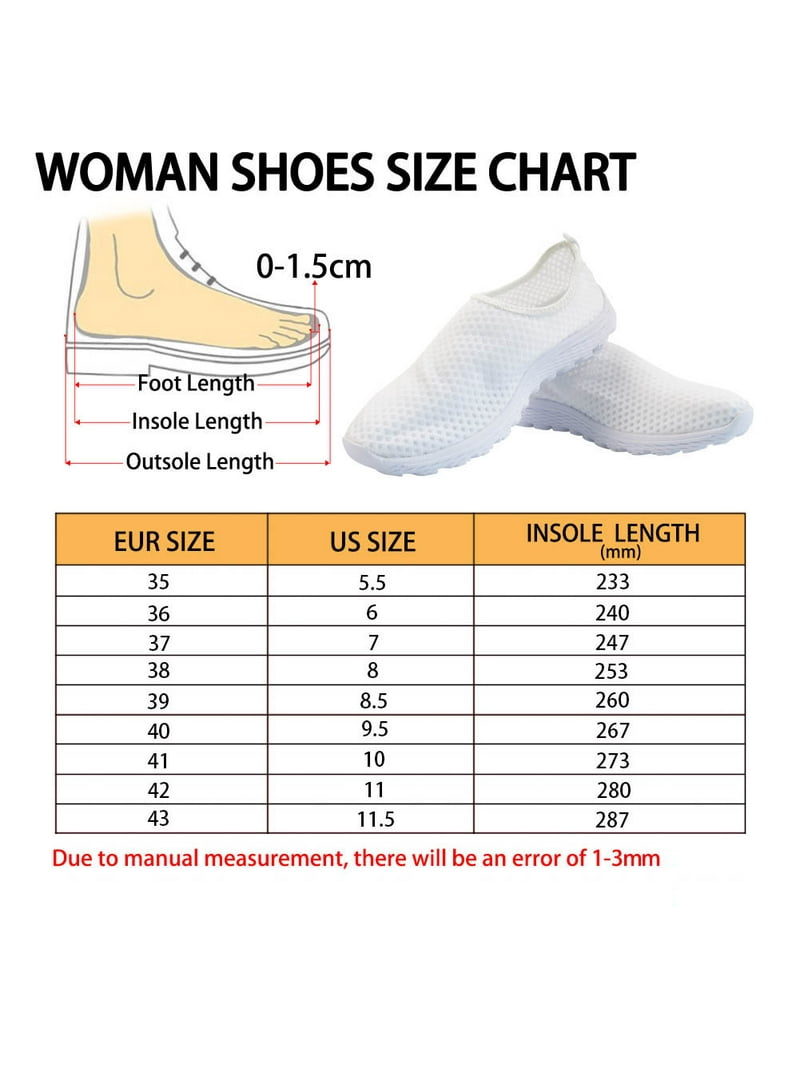 WOMAN SHOES SIZE CHART
0-1.5cm
Foot Length
Insole Length
Outsole Length
EUR SIZE US SIZE INSOLE LENGTH
(mm)
35 5.5 233
36 6 240
37 7 247
38 8 253
39 8.5 260
40 9.5 267
41 10 273
42 11 280
43 11.5 287
Due to manual measurement, there will be an error of 1-3mm